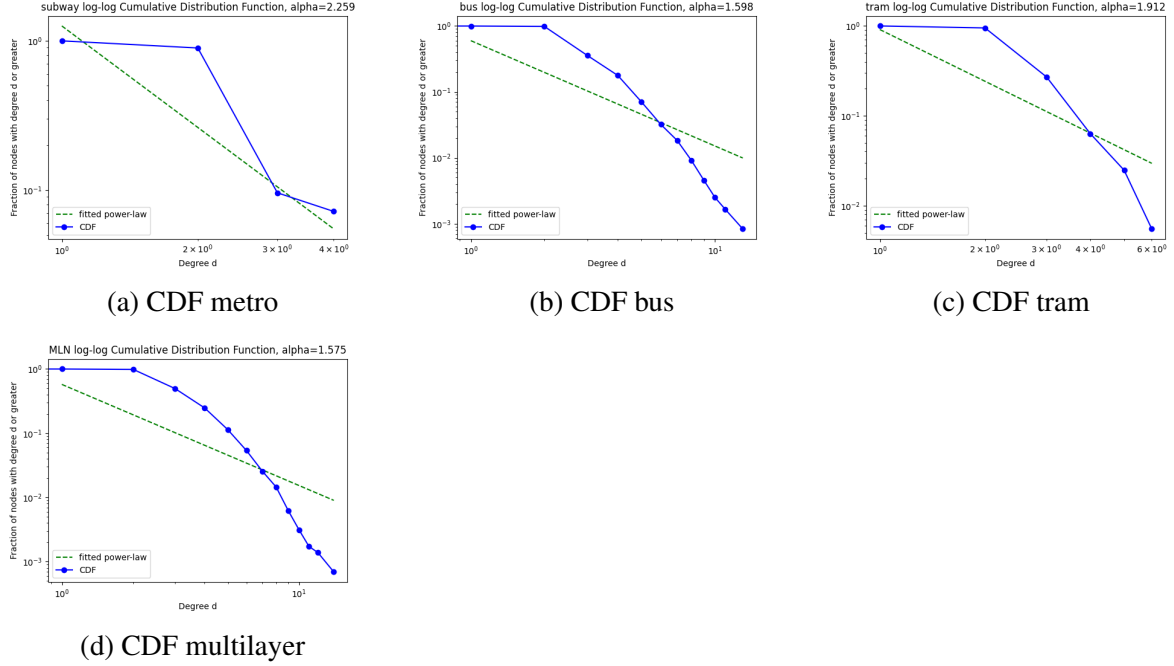 subway log-log Cumulative Distribution Function, alpha=2.259
Fraction of nodes with degree d or greater
10⁰
10⁻¹
fitted power-law
CDF
10⁰
2 × 10⁰
3 × 10⁰
4 × 10⁰
Degree d
(a) CDF metro
bus log-log Cumulative Distribution Function, alpha=1.598
Fraction of nodes with degree d or greater
10⁰
10⁻¹
10⁻²
10⁻³
fitted power-law
CDF
10⁰
10¹
Degree d
(b) CDF bus
tram log-log Cumulative Distribution Function, alpha=1.912
Fraction of nodes with degree d or greater
10⁰
10⁻¹
10⁻²
fitted power-law
CDF
10⁰
2 × 10⁰
3 × 10⁰
4 × 10⁰
6 × 10⁰
Degree d
(c) CDF tram
MLN log-log Cumulative Distribution Function, alpha=1.575
Fraction of nodes with degree d or greater
10⁰
10⁻¹
10⁻²
10⁻³
fitted power-law
CDF
10⁰
10¹
Degree d
(d) CDF multilayer